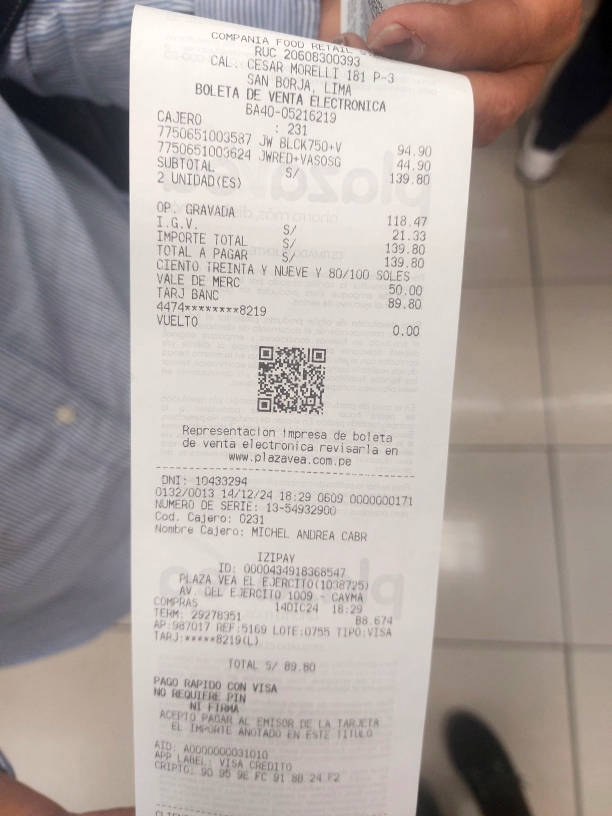 COMPANIA FOOD RETAIL S
RUC 20608300393
CAL. CESAR MORELLI 181 P-3
SAN BORJA, LIMA
BOLETA DE VENTA ELECTRONICA
BA40-05216219
CAJERO : 231
7750651003587 JW BLCK750+V 94.90
7750651003624 JWRED+VASOSG 44.90
SUBTOTAL S/ 139.80
2 UNIDAD(ES)
OP. GRAVADA 118.47
I.G.V. S/ 21.33
IMPORTE TOTAL S/ 139.80
TOTAL A PAGAR S/ 139.80
CIENTO TREINTA Y NUEVE Y 80/100 SOLES
VALE DE MERC 50.00
TARJ BANC 89.80
4474********8219
VUELTO 0.00
Representacion impresa de boleta
de venta electronica revisarla en
www.plazavea.com.pe
DNI: 10433294
0132/0013 14/12/24 18:29 0609 0000000171
NUMERO DE SERIE: 13-54932900
Cod. Cajero: 0231
Nombre Cajero: MICHEL ANDREA CABR
IZIPAY
ID: 0000434918368547
PLAZA VEA EL EJERCITO(1038725)
AV. DEL EJERCITO 1009 - CAYMA
COMPRAS 14DIC24 18:29
TERM: 29278351 B8.674
AP:987017 REF:5169 LOTE:0755 TIPO:VISA
TARJ:*****8219(L)
TOTAL S/ 89.80
PAGO RAPIDO CON VISA
NO REQUIERE PIN
NI FIRMA
ACEPTO PAGAR AL EMISOR DE LA TARJETA
EL IMPORTE ANOTADO EN ESTE TITULO
AID: A0000000031010
APP LABEL: VISA CREDITO
CRIPTO: 90 95 9E FC 91 8B 24 F2